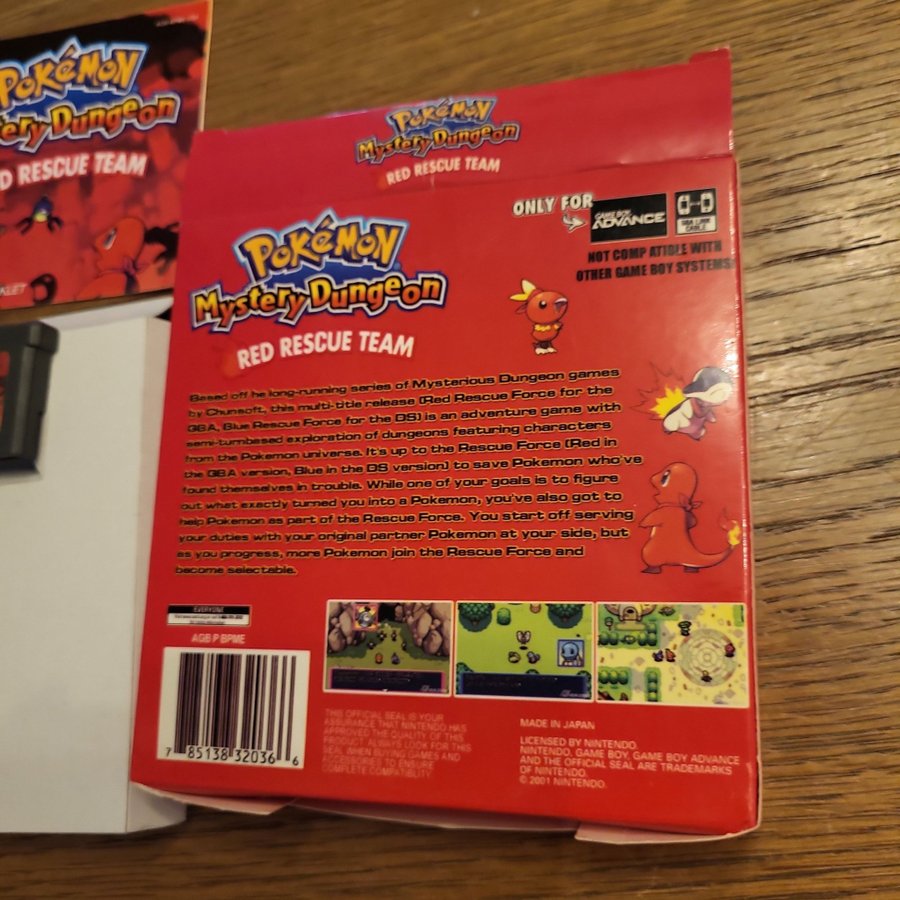 POKéMON
tery Dungeon
D RESCUE TEAM
KLET
POKéMON
Mystery Dungeon
RED RESCUE TEAM
ONLY FOR
GAME BOY
ADVANCE
GBA LINK
CABLE
NOT COMP ATIBLE WITH
OTHER GAME BOY SYSTEMS
POKéMON
Mystery Dungeon
RED RESCUE TEAM
Based off he long-running series of Mysterious Dungeon games
by Chunsoft, this multi-title release (Red Rescue Force for the
GBA, Blue Rescue Force for the DS) is an adventure game with
semi-turnbased exploration of dungeons featuring characters
from the Pokemon universe. It's up to the Rescue Force (Red in
the GBA version, Blue in the DS version) to save Pokemon who've
found themselves in trouble. While one of your goals is to figure
out what exactly turned you into a Pokemon, you've also got to
help Pokemon as part of the Rescue Force. You start off serving
your duties with your original partner Pokemon at your side, but
as you progress, more Pokemon join the Rescue Force and
become selectable.
EVERYONE
AGB P BPME
7 85138 32036 6
THIS OFFICIAL SEAL IS YOUR
ASSURANCE THAT NINTENDO HAS
APPROVED THE QUALITY OF THIS
PRODUCT. ALWAYS LOOK FOR THIS
SEAL WHEN BUYING GAMES AND
ACCESSORIES TO ENSURE
COMPLETE COMPATIBLITY.
MADE IN JAPAN
LICENSED BY NINTENDO.
NINTENDO, GAME BOY, GAME BOY ADVANCE
AND THE OFFICIAL SEAL ARE TRADEMARKS
OF NINTENDO.
© 2001 NINTENDO.